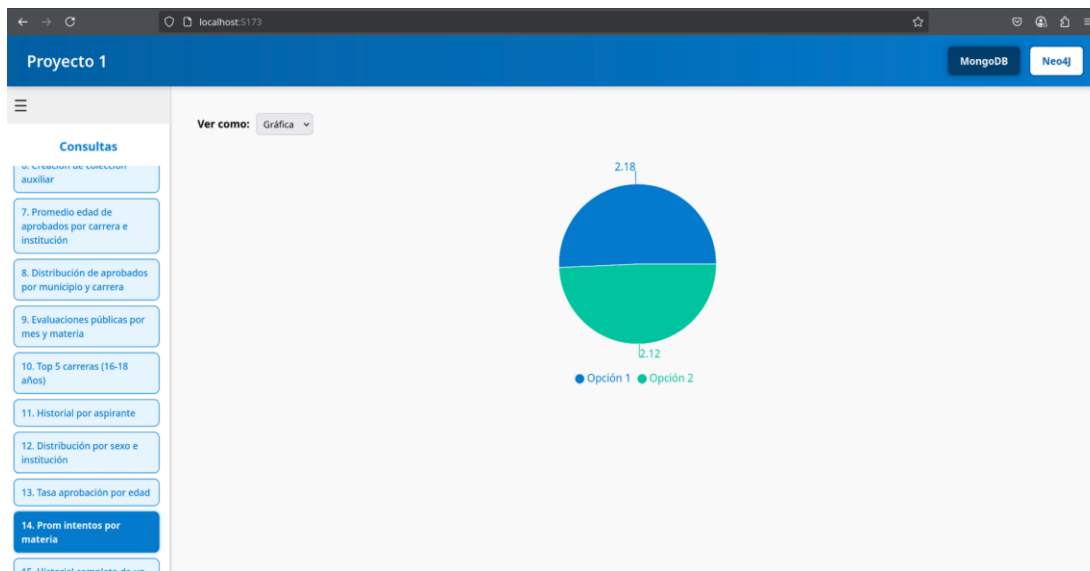 localhost:5173
Proyecto 1
MongoDB
Neo4J
Consultas
auxiliar
7. Promedio edad de
aprobados por carrera e
institución
8. Distribución de aprobados
por municipio y carrera
9. Evaluaciones públicas por
mes y materia
10. Top 5 carreras (16-18
años)
11. Historial por aspirante
12. Distribución por sexo e
institución
13. Tasa aprobación por edad
14. Prom intentos por
materia
Ver como: Gráfica
2.18
2.12
Opción 1 Opción 2